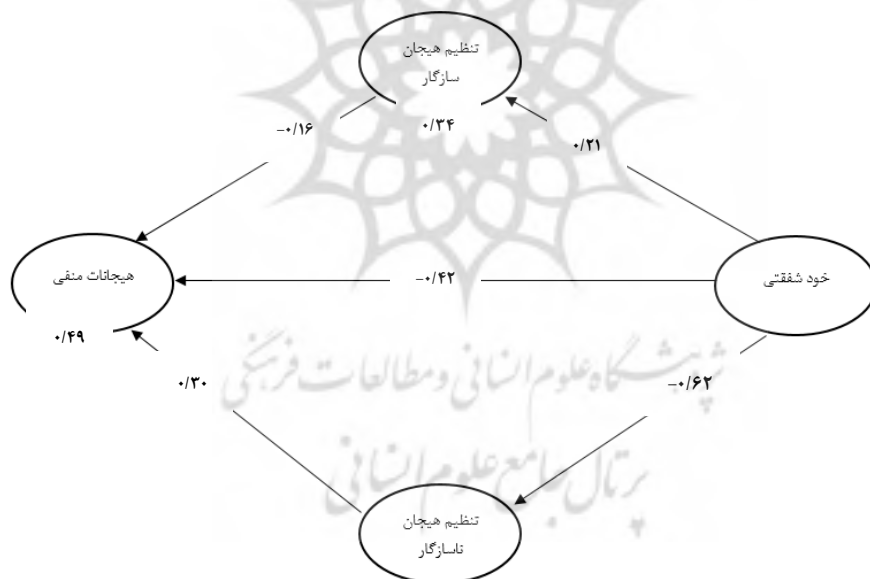 تنظیم هیجان
سازگار
۰/۳۴
-۰/۱۶
۰/۲۱
خود شفقتی
-۰/۴۲
هیجانات منفی
۰/۴۹
پژوهشگاه علوم انسانی و مطالعات فرهنگی
۰/۳۰
-۰/۶۲
پرتال جامع علوم انسانی
تنظیم هیجان
ناسازگار